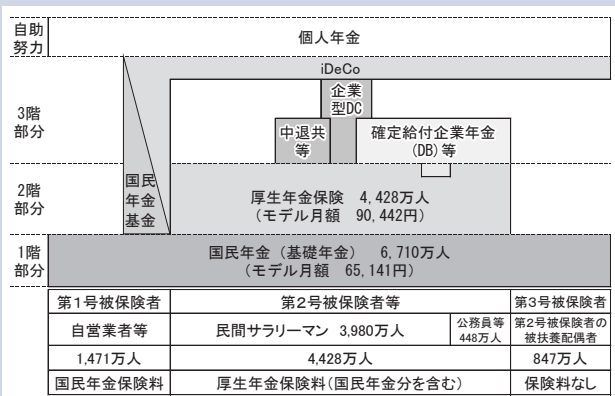 自助
努力
個人年金
iDeCo
3階
部分
企業
型DC
中退共
等
確定給付企業年金
(DB)等
2階
部分
国民
年金
基金
厚生年金保険　4,428万人
（モデル月額　90,442円）
1階
部分
国民年金（基礎年金）　6,710万人
（モデル月額　65,141円）
第1号被保険者
第2号被保険者等
第3号被保険者
自営業者等
民間サラリーマン 3,980万人
公務員等
448万人
第2号被保険者の
被扶養配偶者
1,471万人
4,428万人
847万人
国民年金保険料
厚生年金保険料(国民年金分を含む)
保険料なし